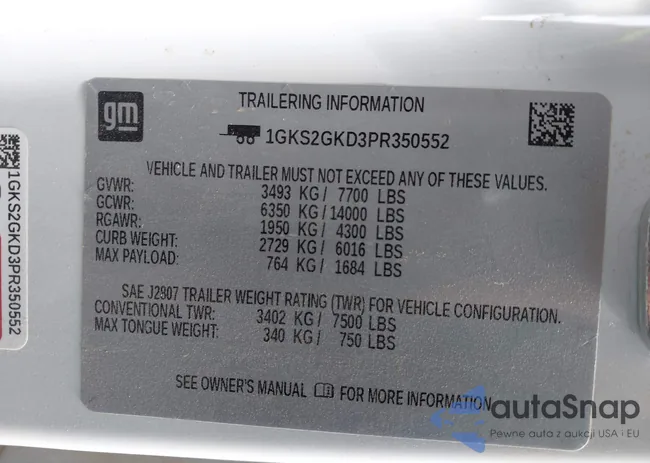 gm
TRAILERING INFORMATION
1GKS2GKD3PR350552
VEHICLE AND TRAILER MUST NOT EXCEED ANY OF THESE VALUES.
GVWR: 3493 KG / 7700 LBS
GCWR: 6350 KG / 14000 LBS
RGAWR: 1950 KG / 4300 LBS
CURB WEIGHT: 2729 KG / 6016 LBS
MAX PAYLOAD: 764 KG / 1684 LBS
SAE J2907 TRAILER WEIGHT RATING (TWR) FOR VEHICLE CONFIGURATION.
CONVENTIONAL TWR: 3402 KG / 7500 LBS
MAX TONGUE WEIGHT: 340 KG / 750 LBS
SEE OWNER'S MANUAL FOR MORE INFORMATION
1GKS2GKD3PR350552
autaSnap
Pewne auta z aukcji USA i EU